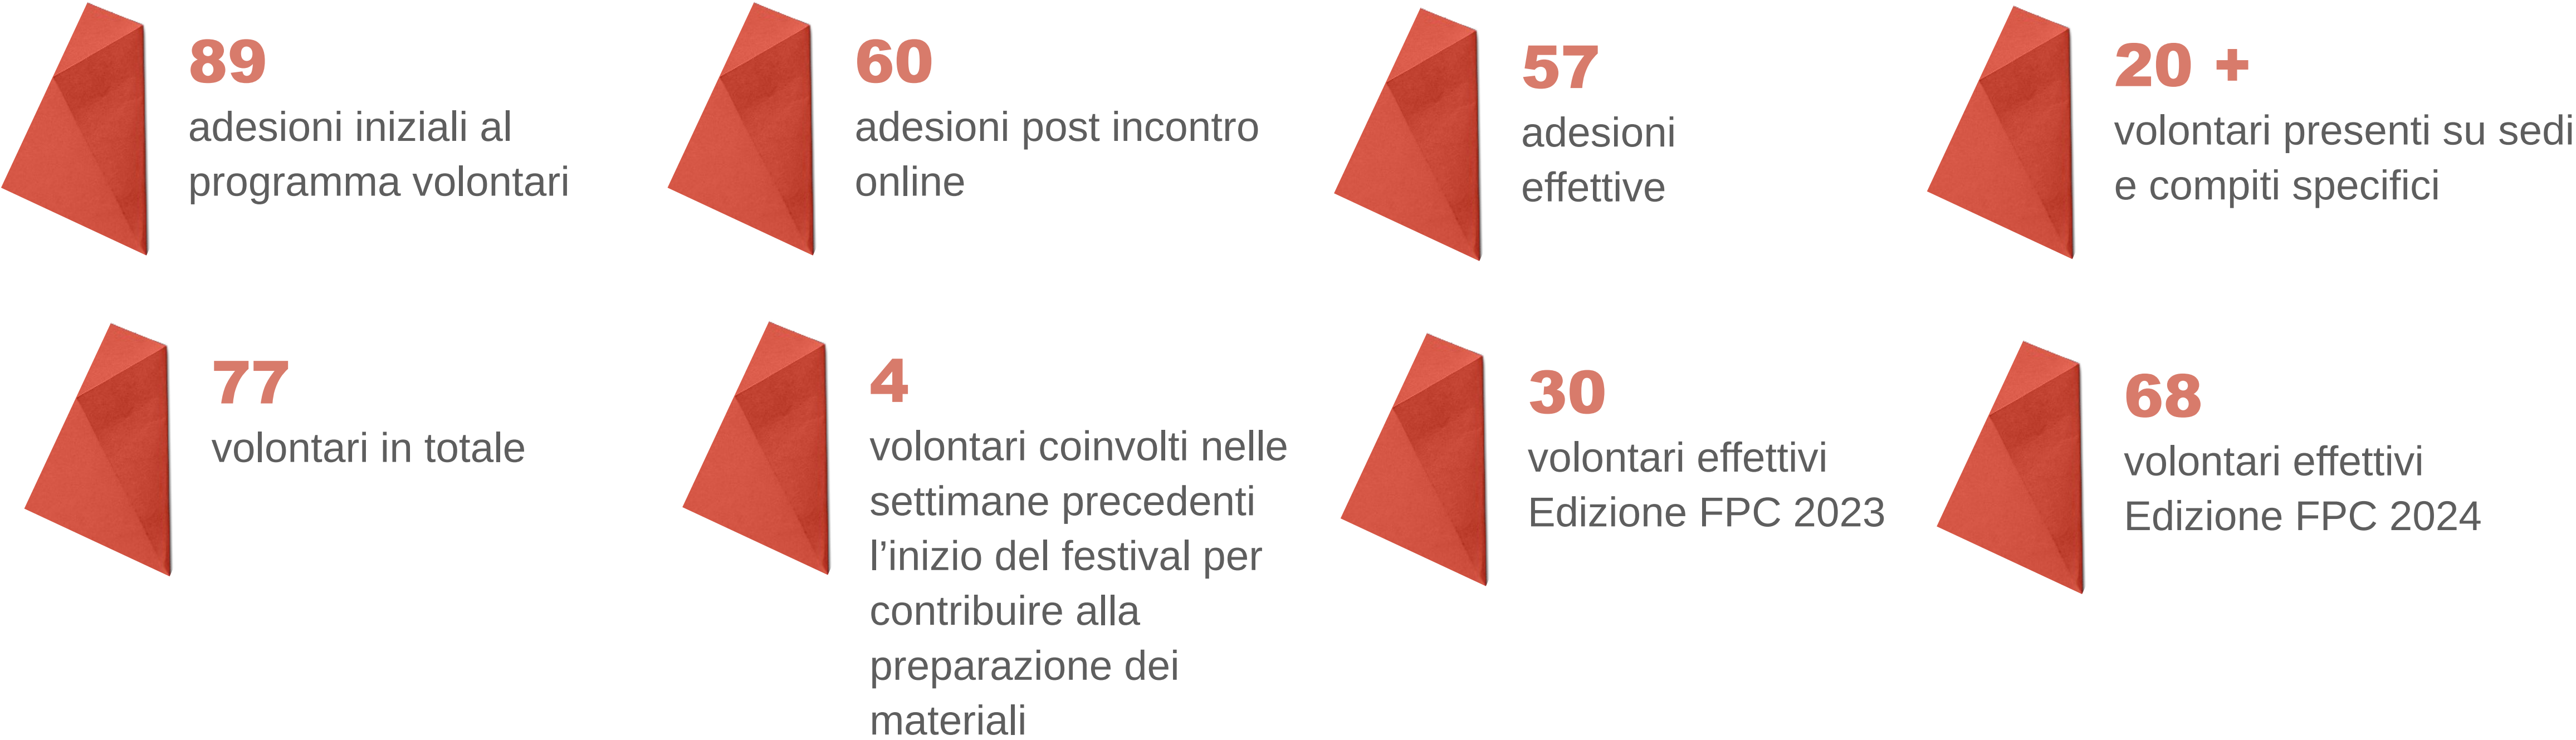 89
adesioni iniziali al
programma volontari
60
adesioni post incontro
online
57
adesioni
effettive
20 +
volontari presenti su sedi
e compiti specifici
77
volontari in totale
4
volontari coinvolti nelle
settimane precedenti
l’inizio del festival per
contribuire alla
preparazione dei
materiali
30
volontari effettivi
Edizione FPC 2023
68
volontari effettivi
Edizione FPC 2024